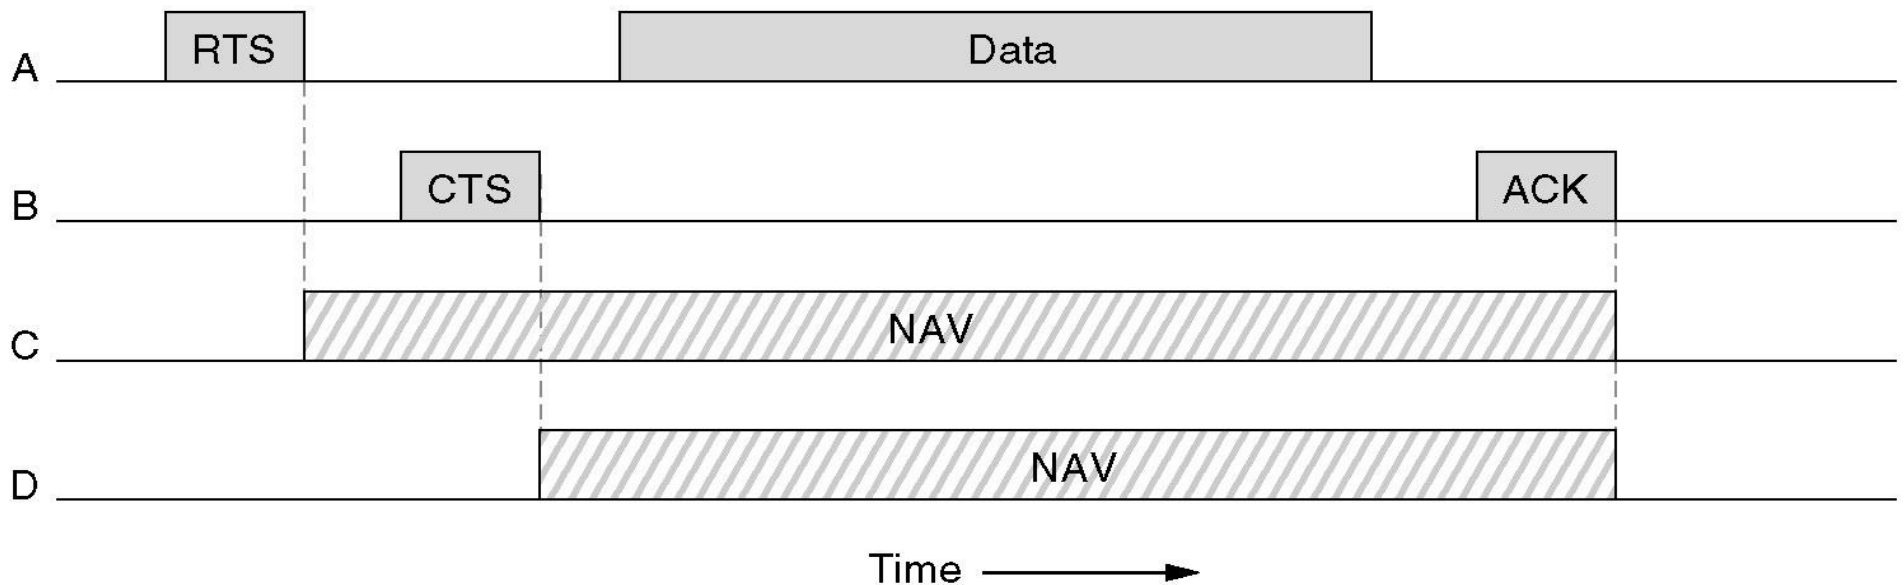 A RTS Data
B CTS ACK
C NAV
D NAV
Time